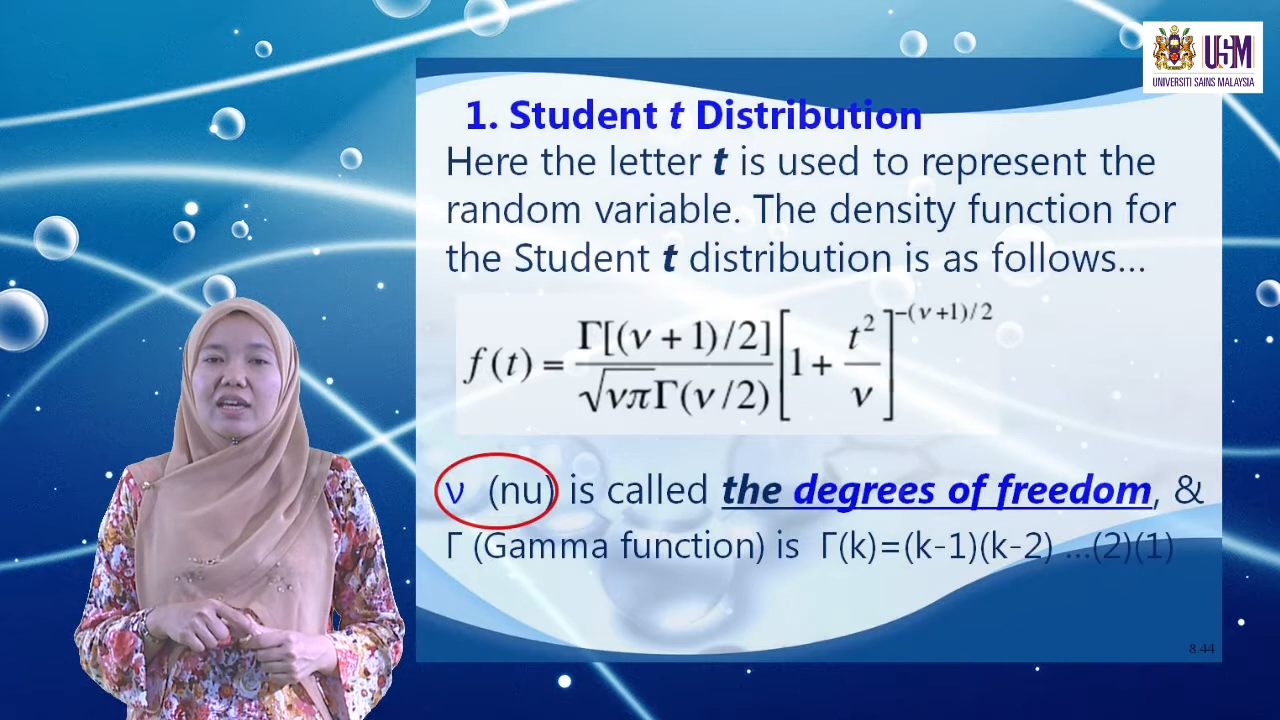 USM
UNIVERSITI SAINS MALAYSIA
1. Student t Distribution
Here the letter t is used to represent the
random variable. The density function for
the Student t distribution is as follows...
f(t) = Γ[(ν+1)/2] / √νπ Γ(ν/2) [1 + t²/ν]^-(ν+1)/2
ν (nu) is called the degrees of freedom, &
Γ (Gamma function) is Γ(k)=(k-1)(k-2) ...(2)(1)
8.44